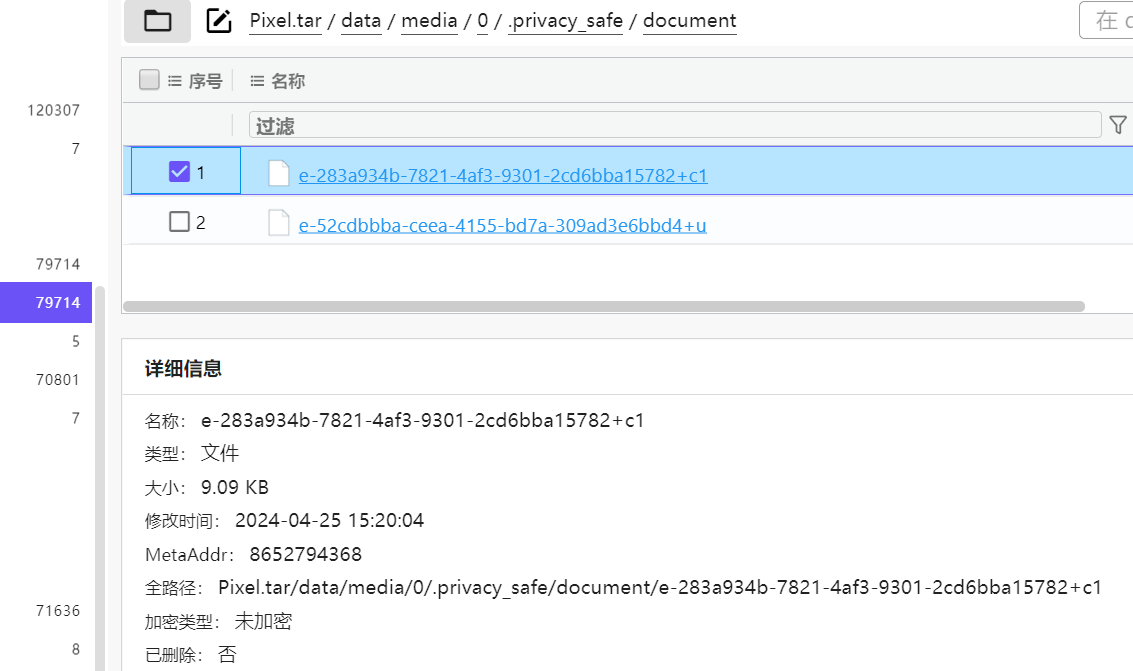 Pixel.tar / data / media / 0 / .privacy_safe / document
在
序号 名称
120307
过滤
7
1 e-283a934b-7821-4af3-9301-2cd6bba15782+c1
2 e-52cdbbba-ceea-4155-bd7a-309ad3e6bbd4+u
79714
79714
5
详细信息
70801
7
名称: e-283a934b-7821-4af3-9301-2cd6bba15782+c1
类型: 文件
大小: 9.09 KB
修改时间: 2024-04-25 15:20:04
MetaAddr: 8652794368
全路径: Pixel.tar/data/media/0/.privacy_safe/document/e-283a934b-7821-4af3-9301-2cd6bba15782+c1
71636
加密类型: 未加密
8
已删除: 否